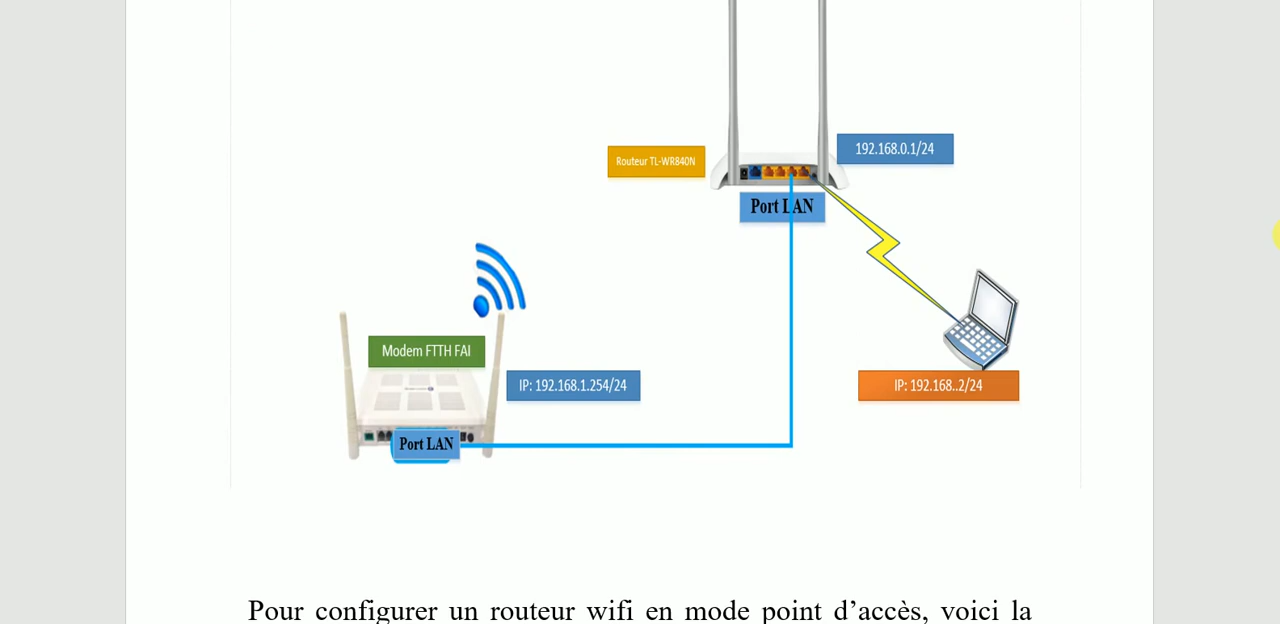 192.168.0.1/24
Routeur TL-WR840N
Port LAN
Modem FTTH FAI
IP: 192.168.1.254/24
IP: 192.168..2/24
Port LAN
Pour configurer un routeur wifi en mode point d’accès, voici la